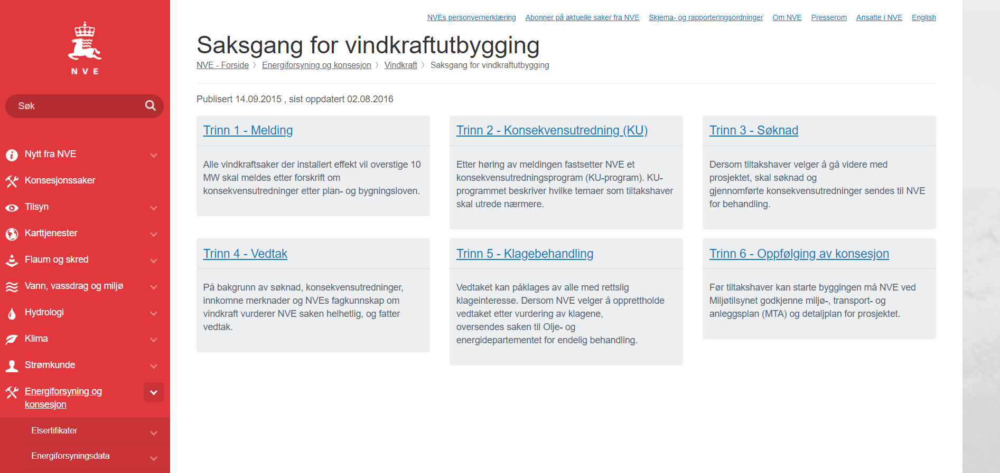 NVE
Søk
Nytt fra NVE
Konsesjonssaker
Tilsyn
Karttjenester
Flaum og skred
Vann, vassdrag og miljø
Hydrologi
Klima
Strømkunde
Energiforsyning og
konsesjon
Elsertifikater
Energiforsyningsdata
NVEs personvernerklæring Abonner på aktuelle saker fra NVE Skjema- og rapporteringsordninger Om NVE Presserom Ansatte i NVE English
Saksgang for vindkraftutbygging
NVE - Forside Energiforsyning og konsesjon Vindkraft Saksgang for vindkraftutbygging
Publisert 14.09.2015 , sist oppdatert 02.08.2016
Trinn 1 - Melding
Alle vindkraftsaker der installert effekt vil overstige 10
MW skal meldes etter forskrift om
konsekvensutredninger etter plan- og bygningsloven.
Trinn 2 - Konsekvensutredning (KU)
Etter høring av meldingen fastsetter NVE et
konsekvensutredningsprogram (KU-program). KU-
programmet beskriver hvilke temaer som tiltakshaver
skal utrede nærmere.
Trinn 3 - Søknad
Dersom tiltakshaver velger å gå videre med
prosjektet, skal søknad og
gjennomførte konsekvensutredninger sendes til NVE
for behandling.
Trinn 4 - Vedtak
På bakgrunn av søknad, konsekvensutredninger,
innkomne merknader og NVEs fagkunnskap om
vindkraft vurderer NVE saken helhetlig, og fatter
vedtak.
Trinn 5 - Klagebehandling
Vedtaket kan påklages av alle med rettslig
klageinteresse. Dersom NVE velger å opprettholde
vedtaket etter vurdering av klagene,
oversendes saken til Olje- og
energidepartementet for endelig behandling.
Trinn 6 - Oppfølging av konsesjon
Før tiltakshaver kan starte byggingen må NVE ved
Miljøtilsynet godkjenne miljø-, transport- og
anleggsplan (MTA) og detaljplan for prosjektet.